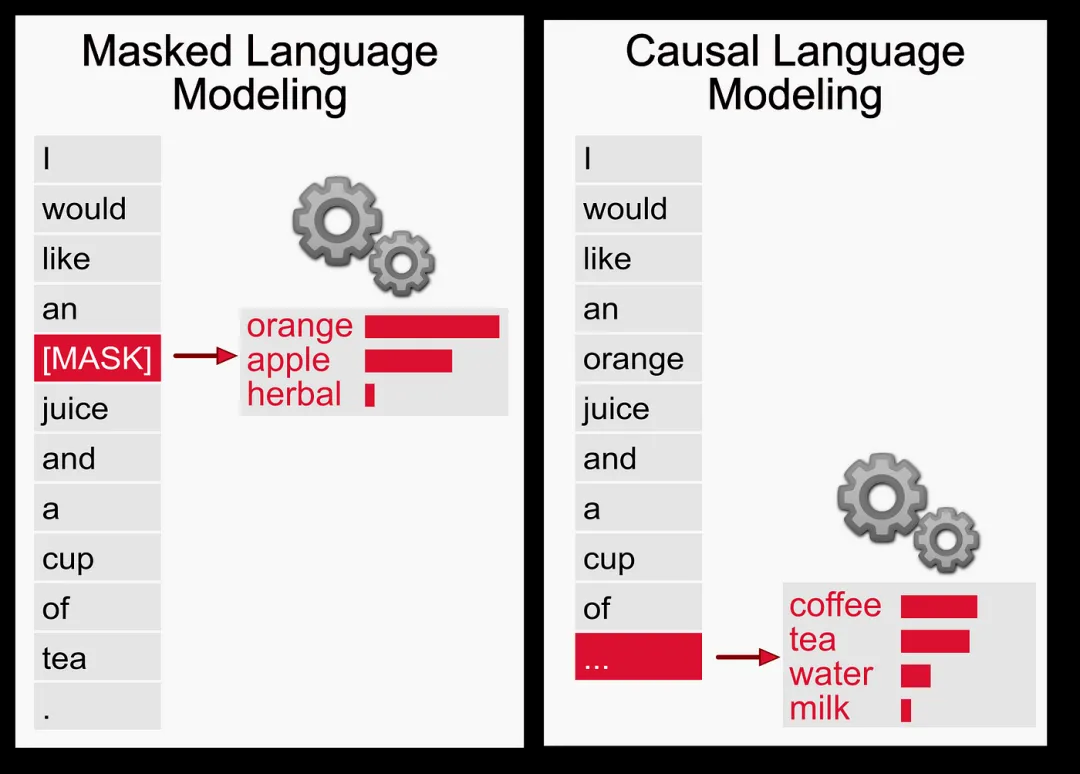 Masked Language
Modeling
I
would
like
an
[MASK]
juice
and
a
cup
of
tea
.
orange
apple
herbal
Causal Language
Modeling
I
would
like
an
orange
juice
and
a
cup
of
...
coffee
tea
water
milk